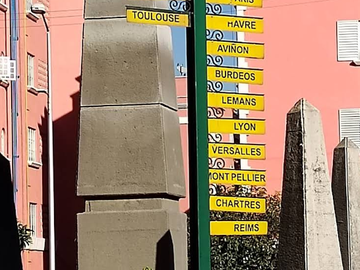 TOULOUSE
HAVRE
AVIÑON
BURDEOS
LEMANS
LYON
VERSALLES
MONT PELLIER
CHARTRES
REIMS